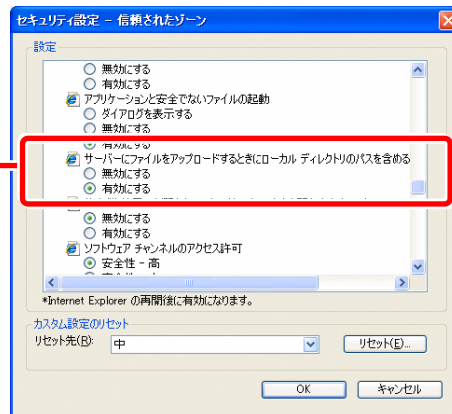 セキュリティ設定 - 信頼されたゾーン
設定
無効にする
有効にする
アプリケーションと安全でないファイルの起動
ダイアログを表示する
無効にする
有効にする
サーバーにファイルをアップロードするときにローカル ディレクトリのパスを含める
無効にする
有効にする
無効にする
有効にする
ソフトウェア チャンネルのアクセス許可
安全性 - 高
*Internet Explorer の再開後に有効になります。
カスタム設定のリセット
リセット先(R):
中
リセット(E)...
OK
キャンセル